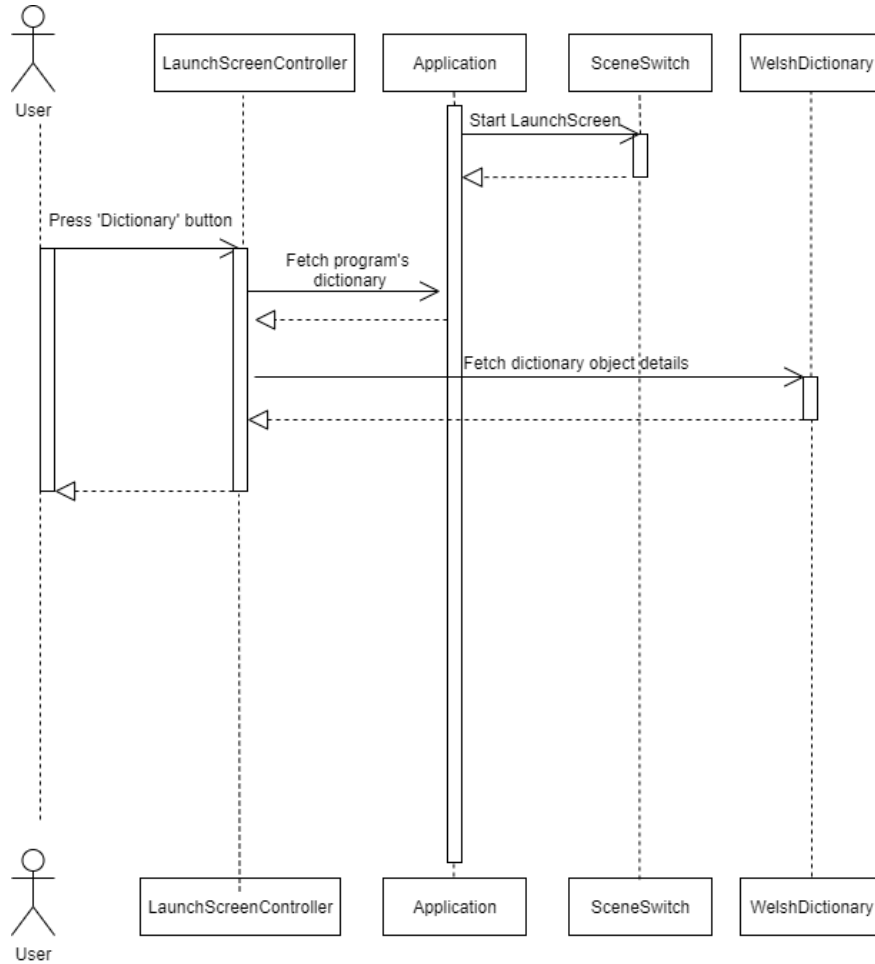 User
LaunchScreenController
Application
SceneSwitch
WelshDictionary
Start LaunchScreen
Press 'Dictionary' button
Fetch program's
dictionary
Fetch dictionary object details
User
LaunchScreenController
Application
SceneSwitch
WelshDictionary